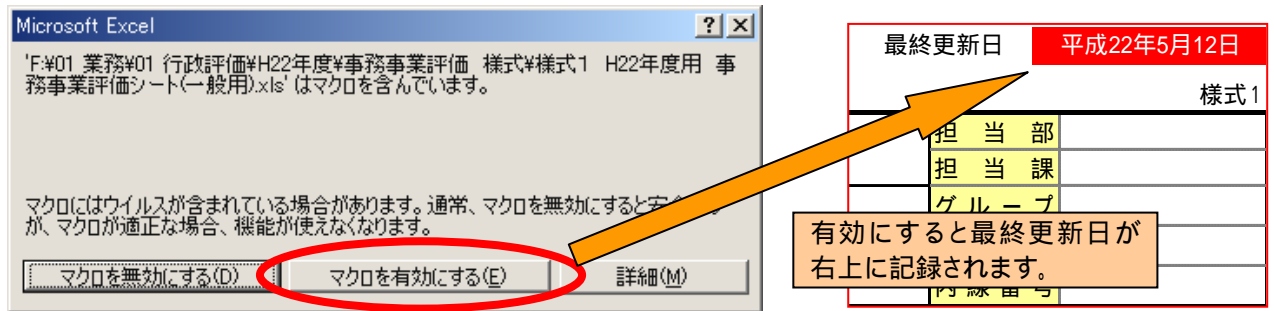 Microsoft Excel
'F:¥01 業務¥01 行政評価¥H22年度¥事務事業評価 様式¥様式1 H22年度用 事
務事業評価シート(一般用).xls' はマクロを含んでいます。
マクロにはウイルスが含まれている場合があります。通常、マクロを無効にすると安全
が、マクロが適正な場合、機能が使えなくなります。
マクロを無効にする(D)
マクロを有効にする(E)
詳細(M)
最終更新日 平成22年5月12日
様式1
担当部
担当課
グループ
有効にすると最終更新日が
右上に記録されます。
内線番号